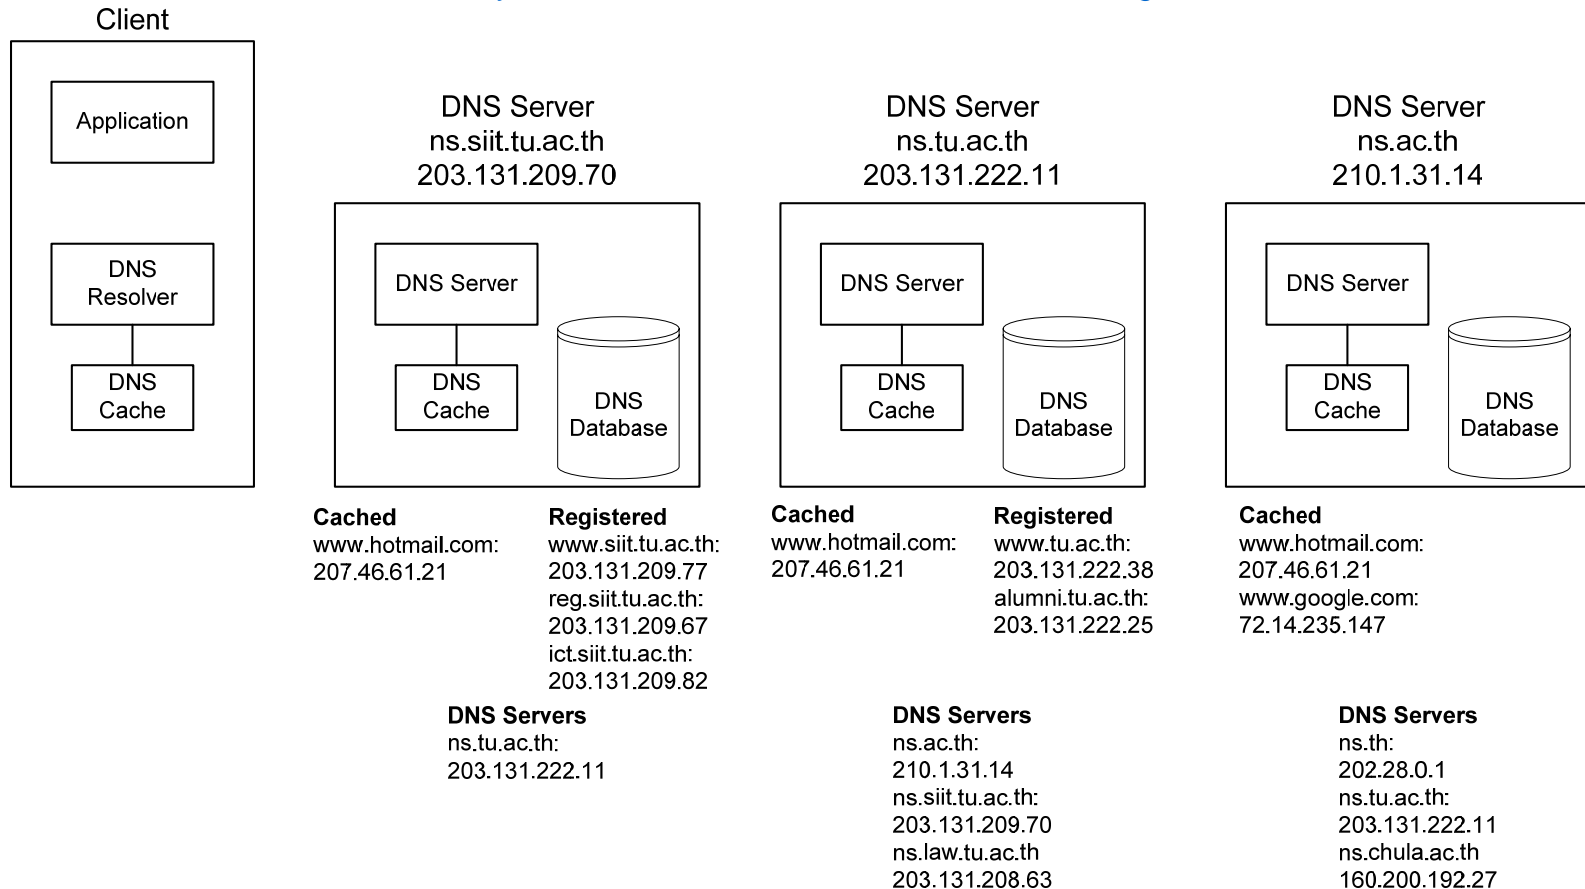 Client
Application
DNS
Resolver
DNS
Cache
DNS Server
ns.siit.tu.ac.th
203.131.209.70
DNS Server
DNS
Cache
DNS
Database
Cached
www.hotmail.com:
207.46.61.21
Registered
www.siit.tu.ac.th:
203.131.209.77
reg.siit.tu.ac.th:
203.131.209.67
ict.siit.tu.ac.th:
203.131.209.82
DNS Servers
ns.tu.ac.th:
203.131.222.11
DNS Server
ns.tu.ac.th
203.131.222.11
DNS Server
DNS
Cache
DNS
Database
Cached
www.hotmail.com:
207.46.61.21
Registered
www.tu.ac.th:
203.131.222.38
alumni.tu.ac.th:
203.131.222.25
DNS Servers
ns.ac.th:
210.1.31.14
ns.siit.tu.ac.th:
203.131.209.70
ns.law.tu.ac.th
203.131.208.63
DNS Server
ns.ac.th
210.1.31.14
DNS Server
DNS
Cache
DNS
Database
Cached
www.hotmail.com:
207.46.61.21
www.google.com:
72.14.235.147
DNS Servers
ns.th:
202.28.0.1
ns.tu.ac.th:
203.131.222.11
ns.chula.ac.th
160.200.192.27